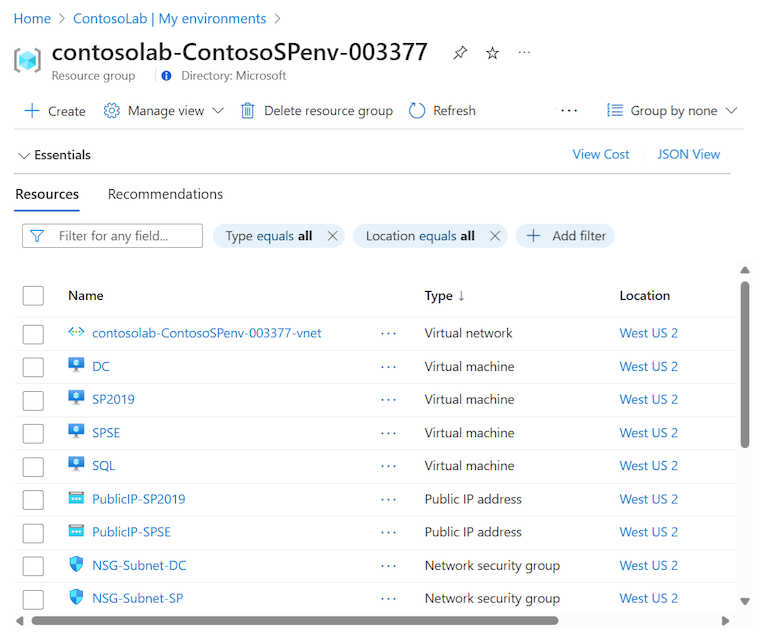 Home > ContosoLab | My environments >
contosolab-ContosoSPenv-003377 ...
Resource group Directory: Microsoft
Create Manage view Delete resource group Refresh ... Group by none
Essentials View Cost JSON View
Resources Recommendations
Filter for any field... Type equals all Location equals all Add filter
Name Type ↓ Location
contosolab-ContosoSPenv-003377-vnet ... Virtual network West US 2
DC ... Virtual machine West US 2
SP2019 ... Virtual machine West US 2
SPSE ... Virtual machine West US 2
SQL ... Virtual machine West US 2
PublicIP-SP2019 ... Public IP address West US 2
PublicIP-SPSE ... Public IP address West US 2
NSG-Subnet-DC ... Network security group West US 2
NSG-Subnet-SP ... Network security group West US 2